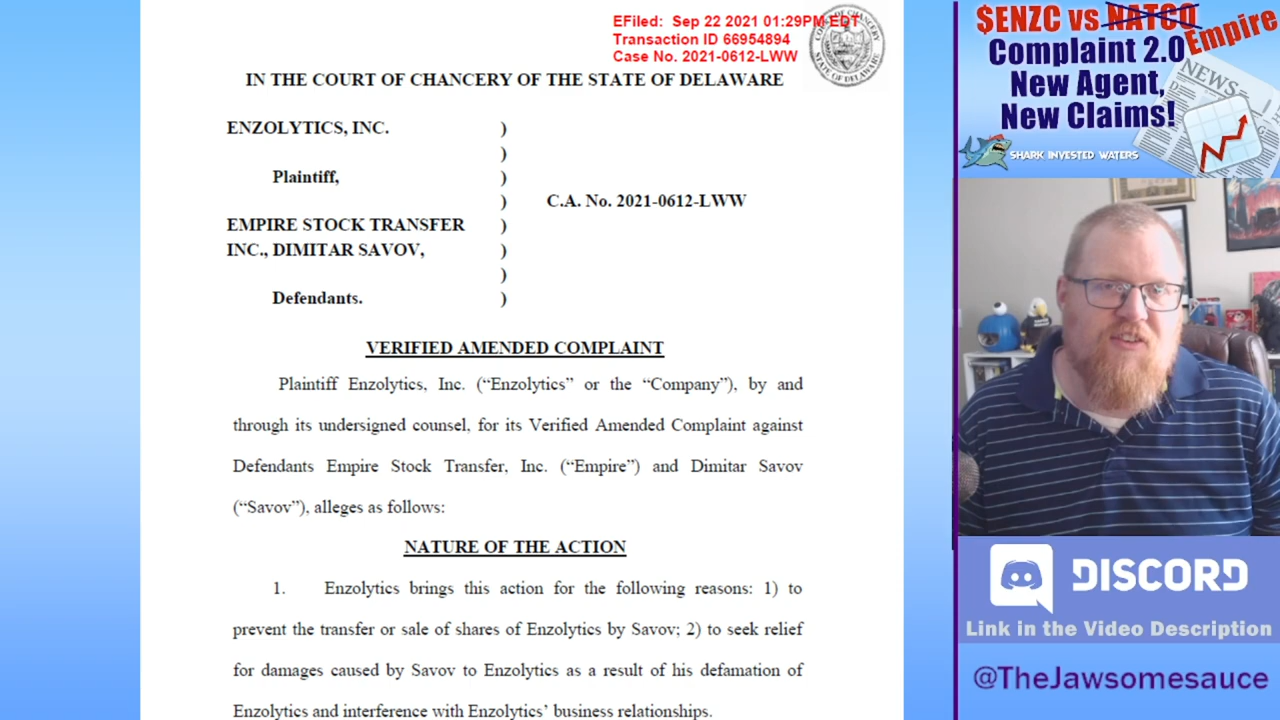 EFiled: Sep 22 2021 01:29PM EDT
Transaction ID 66954894
Case No. 2021-0612-LWW
IN THE COURT OF CHANCERY OF THE STATE OF DELAWARE
ENZOLYTICS, INC. )
)
Plaintiff, )
) C.A. No. 2021-0612-LWW
EMPIRE STOCK TRANSFER )
INC., DIMITAR SAVOV, )
)
Defendants. )
VERIFIED AMENDED COMPLAINT
Plaintiff Enzolytics, Inc. (“Enzolytics” or the “Company”), by and
through its undersigned counsel, for its Verified Amended Complaint against
Defendants Empire Stock Transfer, Inc. (“Empire”) and Dimitar Savov
(“Savov”), alleges as follows:
NATURE OF THE ACTION
1. Enzolytics brings this action for the following reasons: 1) to
prevent the transfer or sale of shares of Enzolytics by Savov; 2) to seek relief
for damages caused by Savov to Enzolytics as a result of his defamation of
Enzolytics and interference with Enzolytics’ business relationships.
$ENZC vs NATCO
Empire
Complaint 2.0
New Agent,
New Claims!
NEWS
SHARK INVESTED WATERS
DISCORD
Link in the Video Description
@TheJawsomesauce